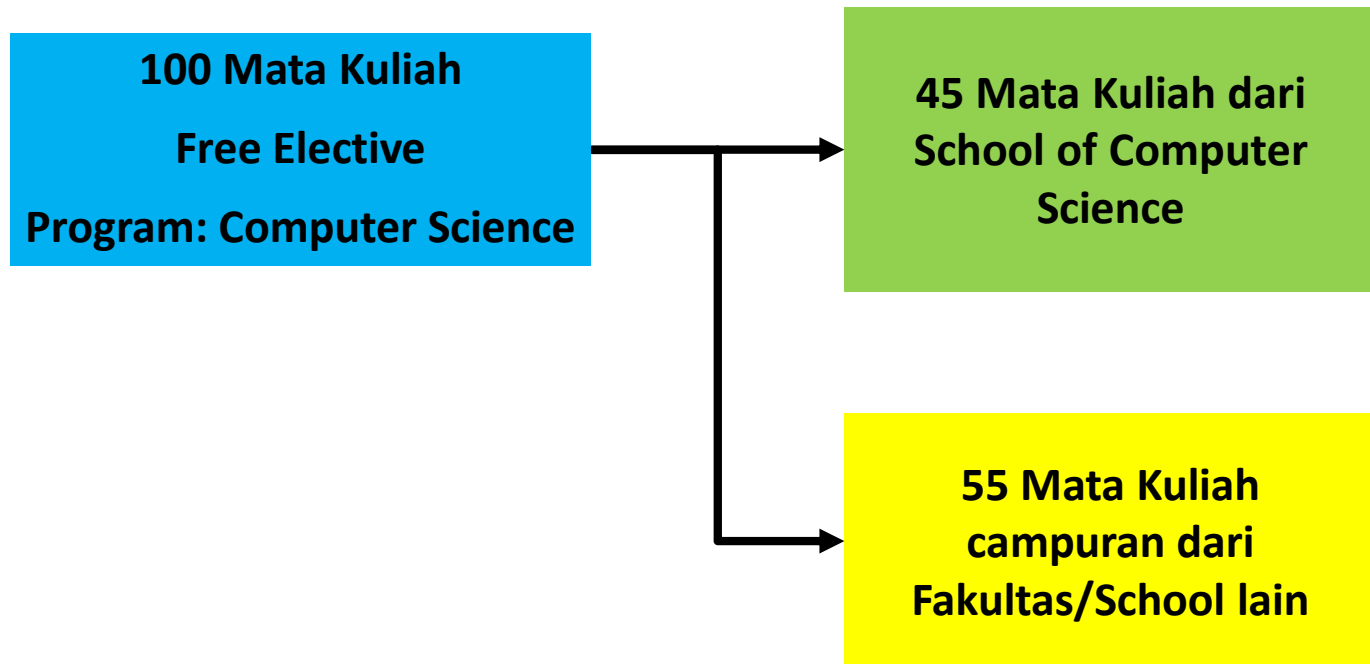 100 Mata Kuliah
Free Elective
Program: Computer Science
45 Mata Kuliah dari
School of Computer
Science
55 Mata Kuliah
campuran dari
Fakultas/School lain